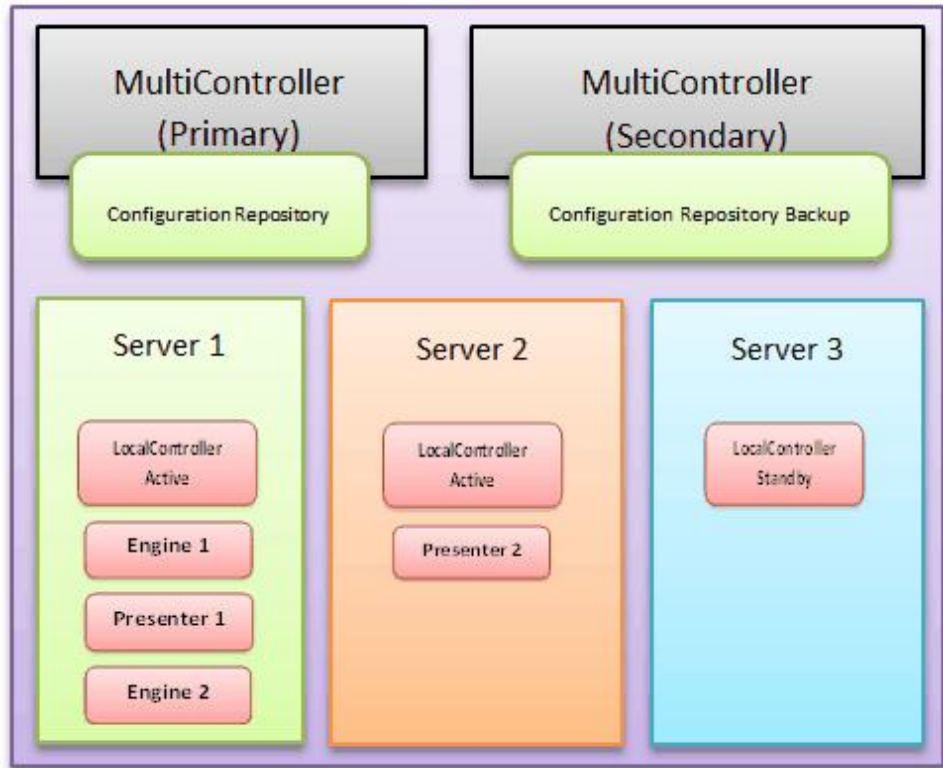 MultiController
(Primary)
Configuration Repository
MultiController
(Secondary)
Configuration Repository Backup
Server 1
LocalController
Active
Engine 1
Presenter 1
Engine 2
Server 2
LocalController
Active
Presenter 2
Server 3
LocalController
Standby